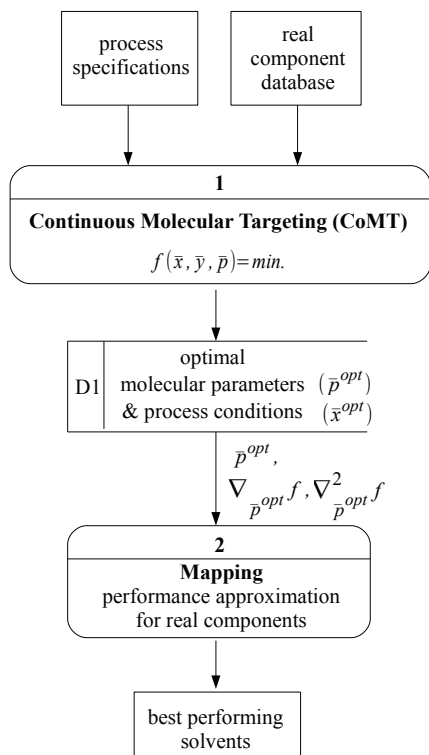 process
specifications
real
component
database
1
Continuous Molecular Targeting (CoMT)
f(x̄, ȳ, p̄)=min.
D1
optimal
molecular parameters (p̄^opt)
& process conditions (x̄^opt)
p̄^opt,
∇_p̄^opt f, ∇²_p̄^opt f
2
Mapping
performance approximation
for real components
best performing
solvents